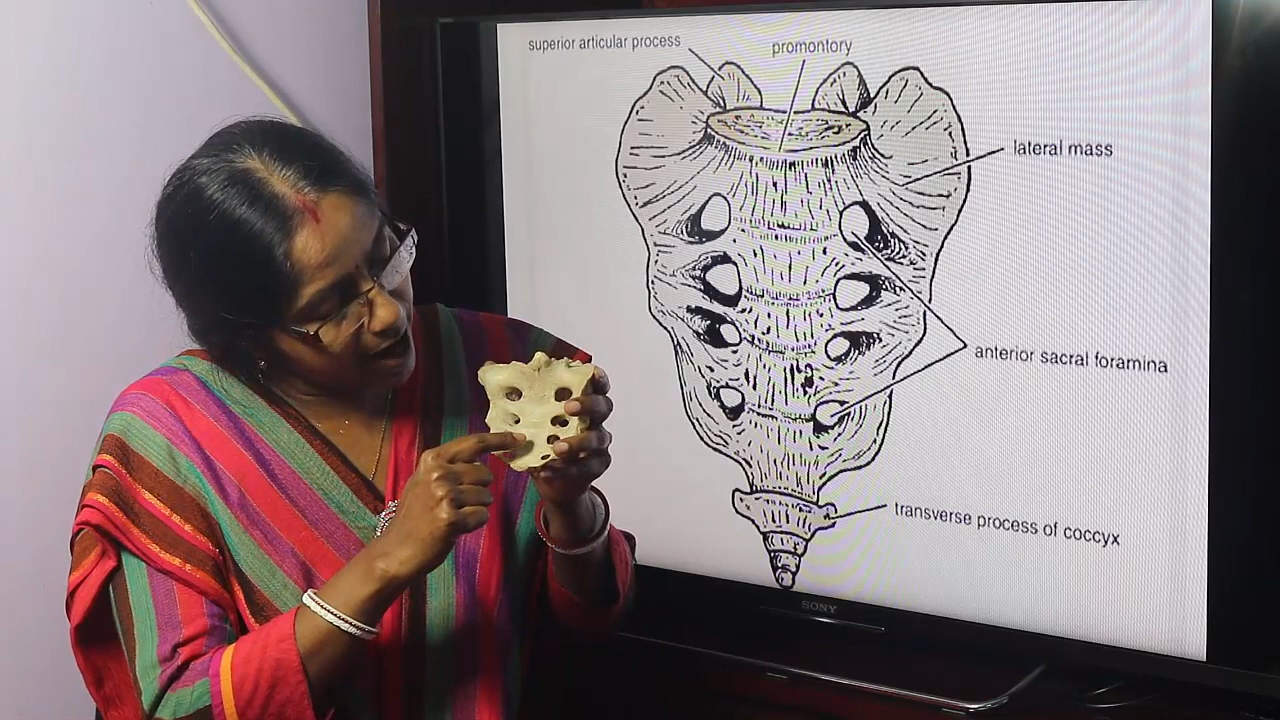 superior articular process
promontory
lateral mass
anterior sacral foramina
transverse process of coccyx
SONY